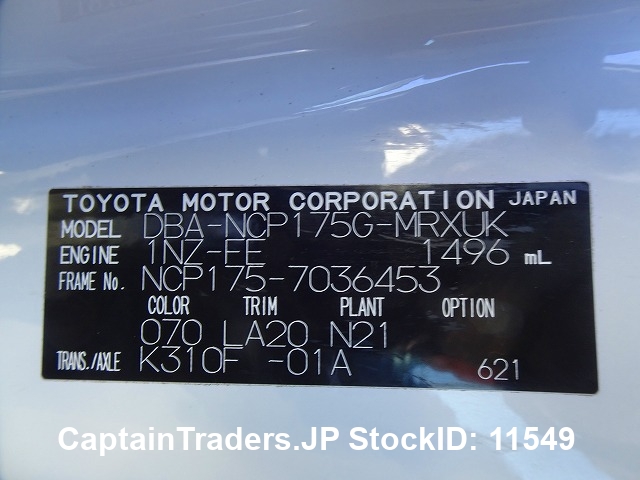 TOYOTA MOTOR CORPORATION JAPAN
MODEL DBA-NCP175G-MRXUK
ENGINE 1NZ-FE 1496 mL
FRAME No. NCP175-7036453
COLOR TRIM PLANT OPTION
070 LA20 N21
TRANS./AXLE K310F -01A 621
CaptainTraders.JP StockID: 11549